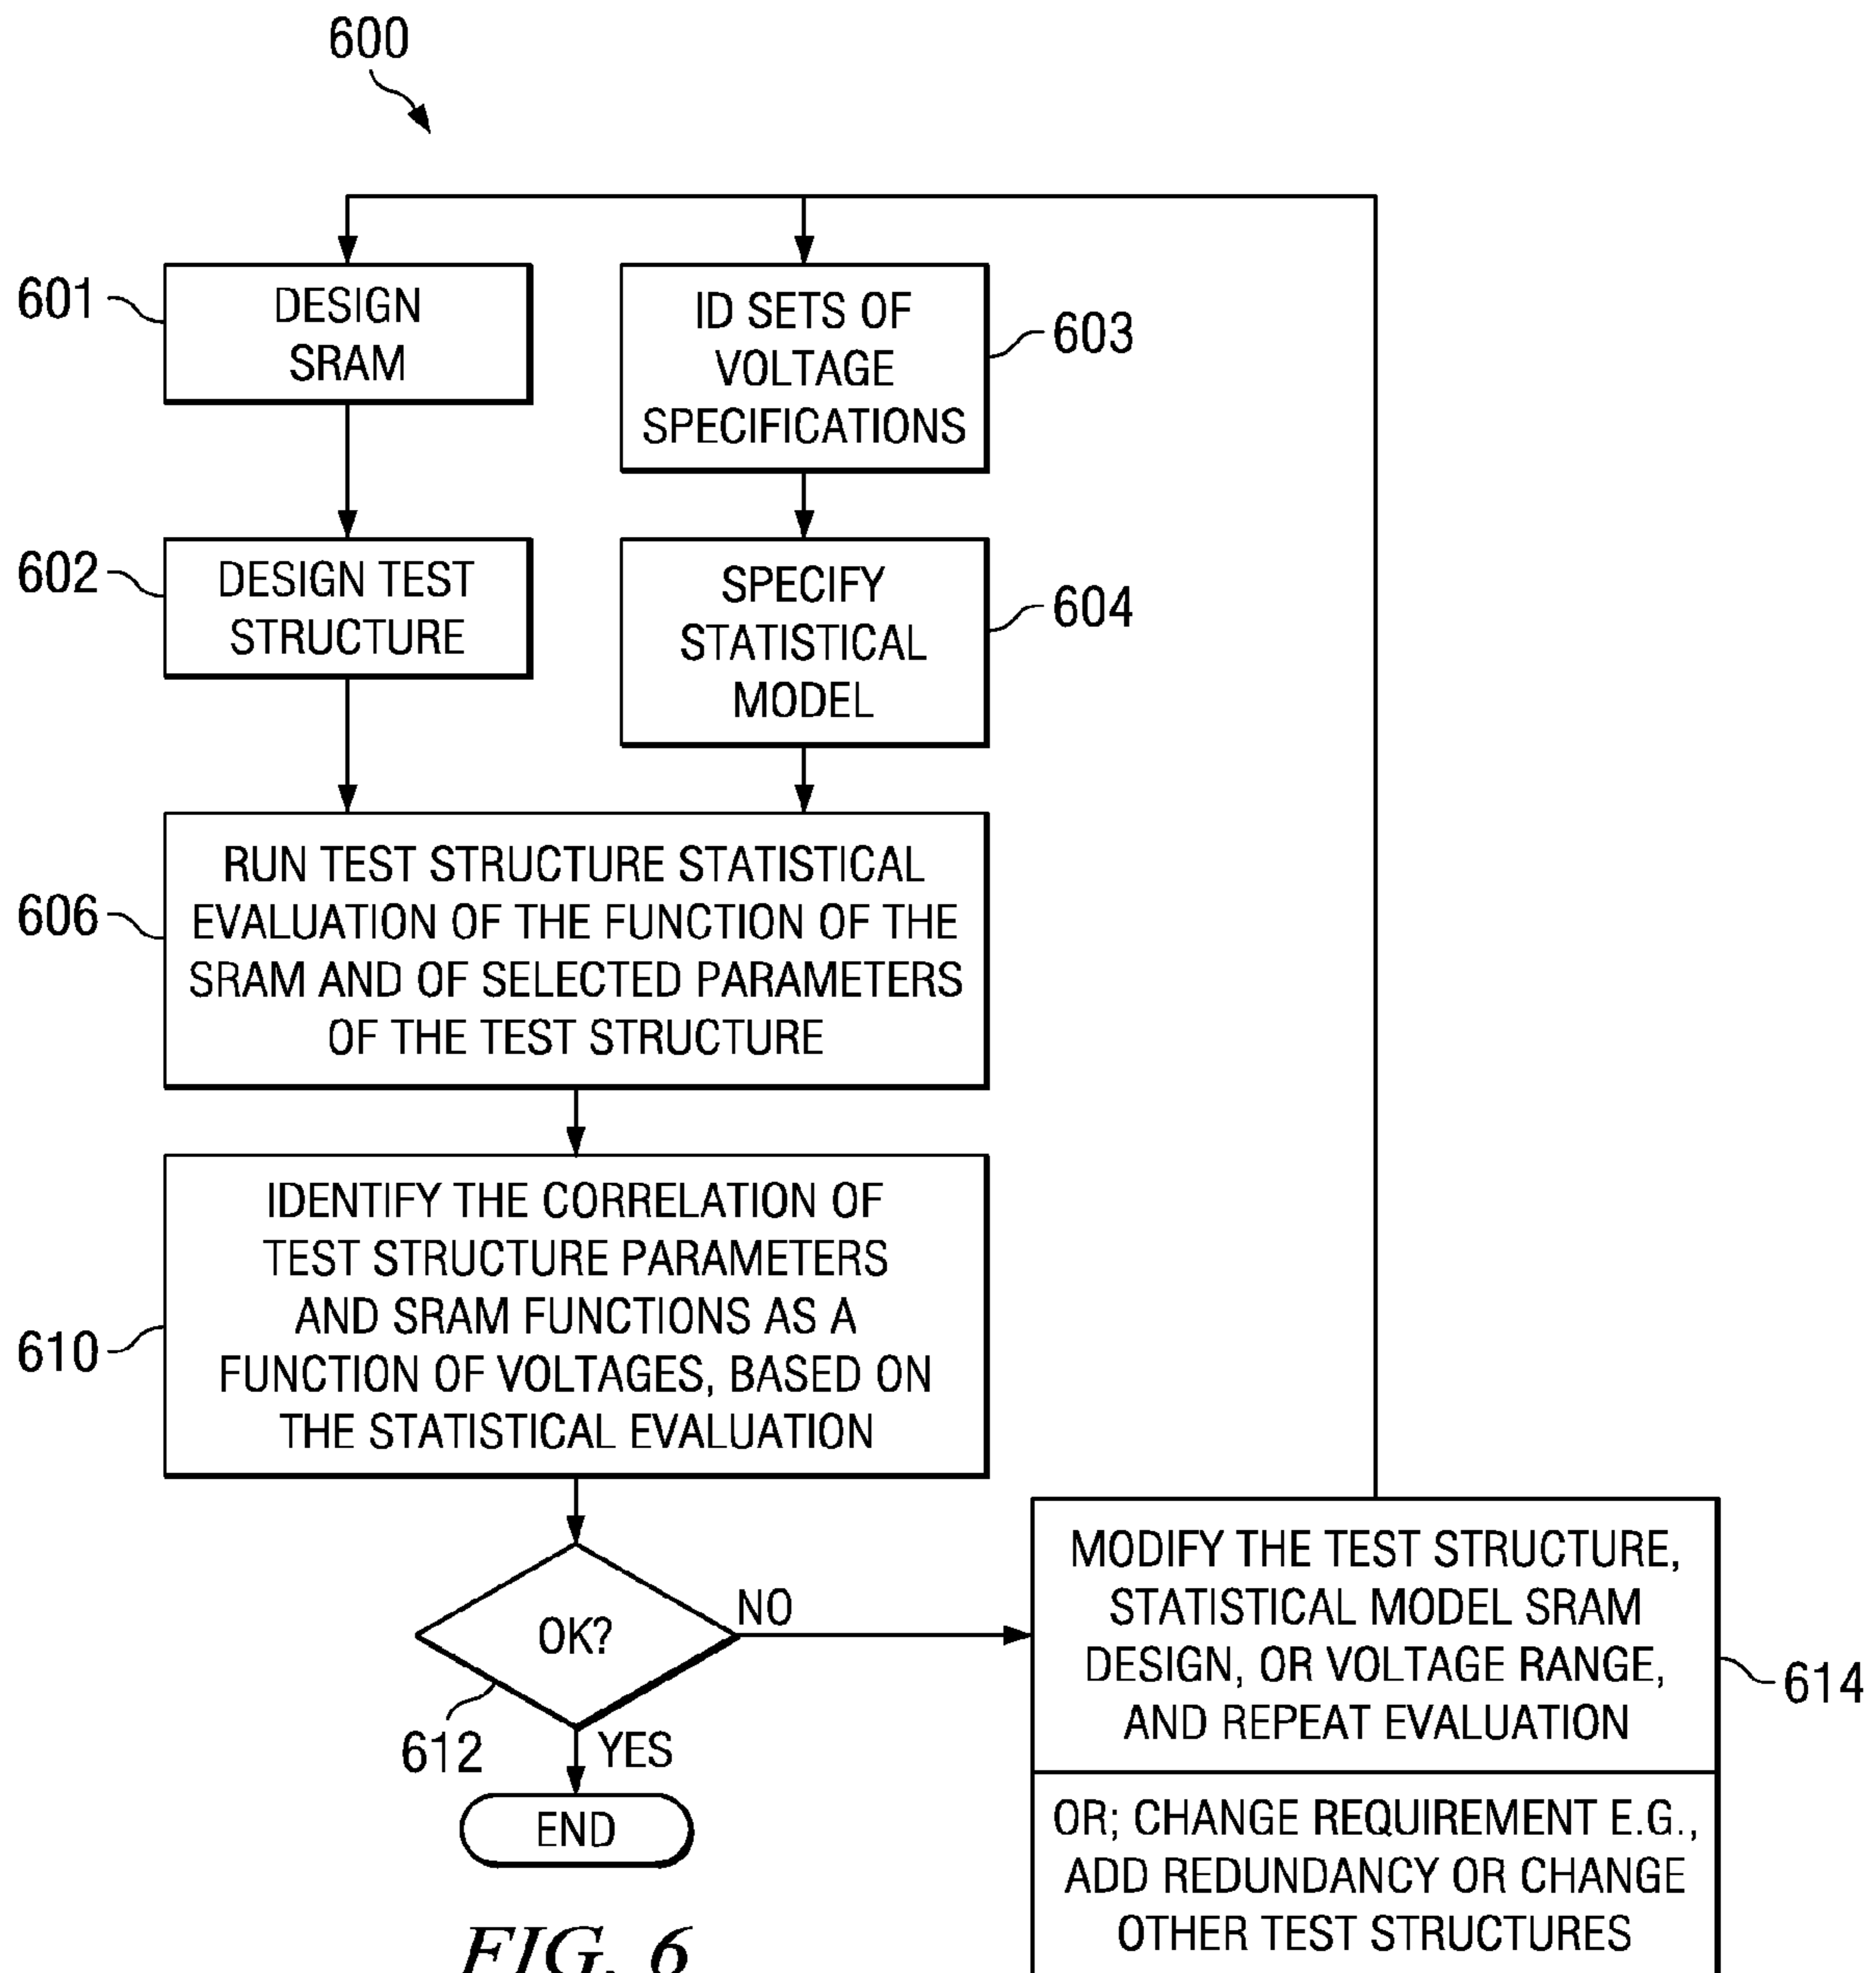 600
601
DESIGN
SRAM
ID SETS OF
VOLTAGE
SPECIFICATIONS
603
602
DESIGN TEST
STRUCTURE
SPECIFY
STATISTICAL
MODEL
604
606
RUN TEST STRUCTURE STATISTICAL
EVALUATION OF THE FUNCTION OF THE
SRAM AND OF SELECTED PARAMETERS
OF THE TEST STRUCTURE
610
IDENTIFY THE CORRELATION OF
TEST STRUCTURE PARAMETERS
AND SRAM FUNCTIONS AS A
FUNCTION OF VOLTAGES, BASED ON
THE STATISTICAL EVALUATION
OK?
NO
612
YES
END
MODIFY THE TEST STRUCTURE,
STATISTICAL MODEL SRAM
DESIGN, OR VOLTAGE RANGE,
AND REPEAT EVALUATION
614
OR; CHANGE REQUIREMENT E.G.,
ADD REDUNDANCY OR CHANGE
OTHER TEST STRUCTURES
FIG. 6